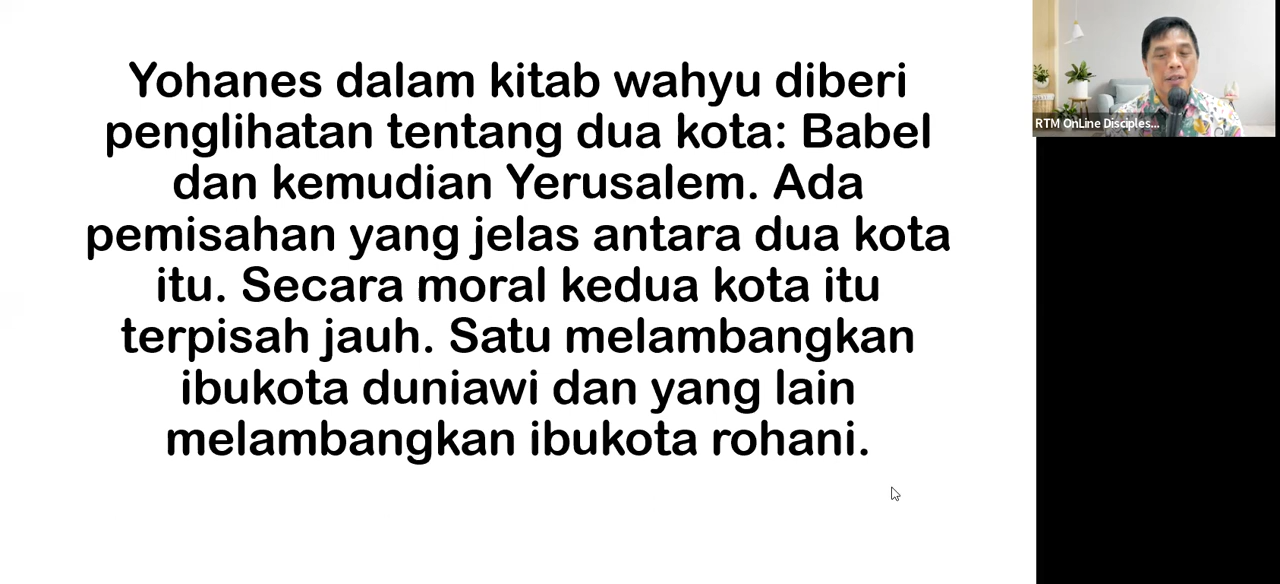 Yohanes dalam kitab wahyu diberi
penglihatan tentang dua kota: Babel
dan kemudian Yerusalem. Ada
pemisahan yang jelas antara dua kota
itu. Secara moral kedua kota itu
terpisah jauh. Satu melambangkan
ibukota duniawi dan yang lain
melambangkan ibukota rohani.
RTM OnLine Disciples...